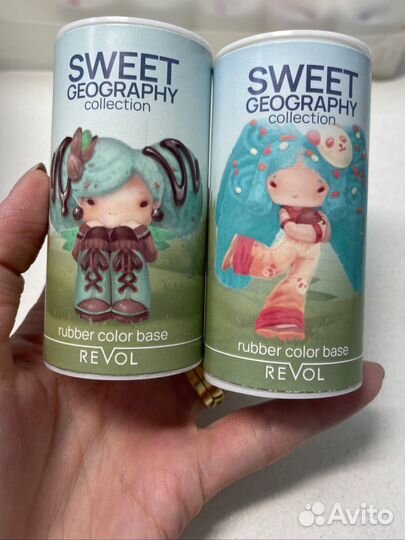 SWEET
GEOGRAPHY
collection
rubber color base
REVOL
SWEET
GEOGRAPHY
collection
rubber color base
REVOL
Avito